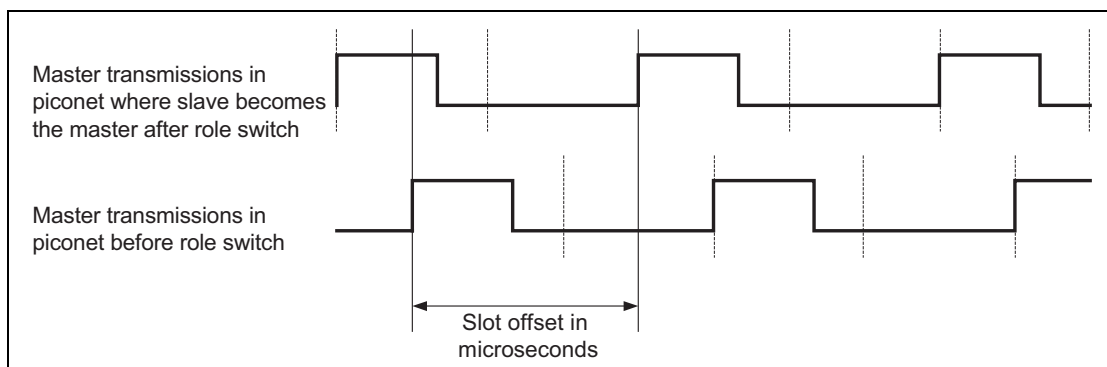 Master transmissions in
piconet where slave becomes
the master after role switch
Master transmissions in
piconet before role switch
Slot offset in
microseconds